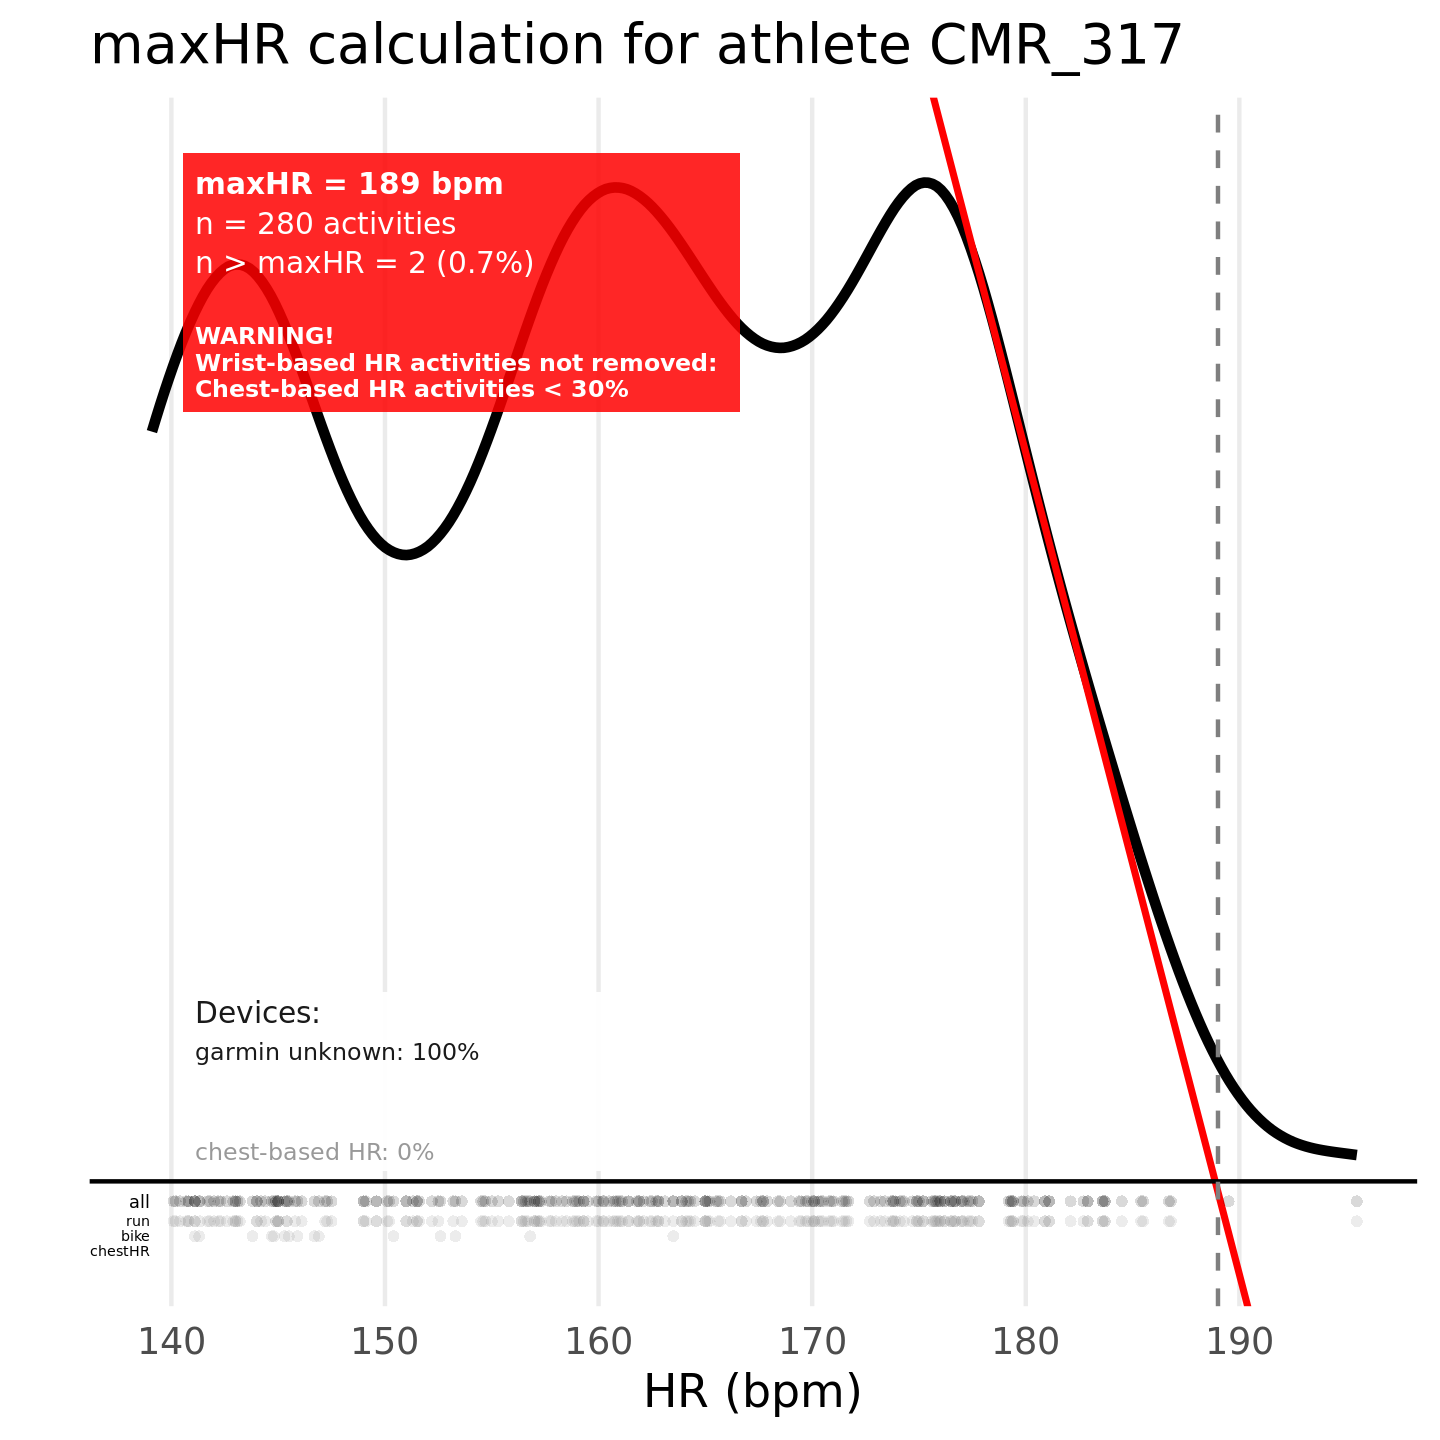 maxHR calculation for athlete CMR_317
maxHR = 189 bpm
n = 280 activities
n > maxHR = 2 (0.7%)
WARNING!
Wrist-based HR activities not removed:
Chest-based HR activities < 30%
Devices:
garmin unknown: 100%
chest-based HR: 0%
all
run
bike
chestHR
140 150 160 170 180 190
HR (bpm)